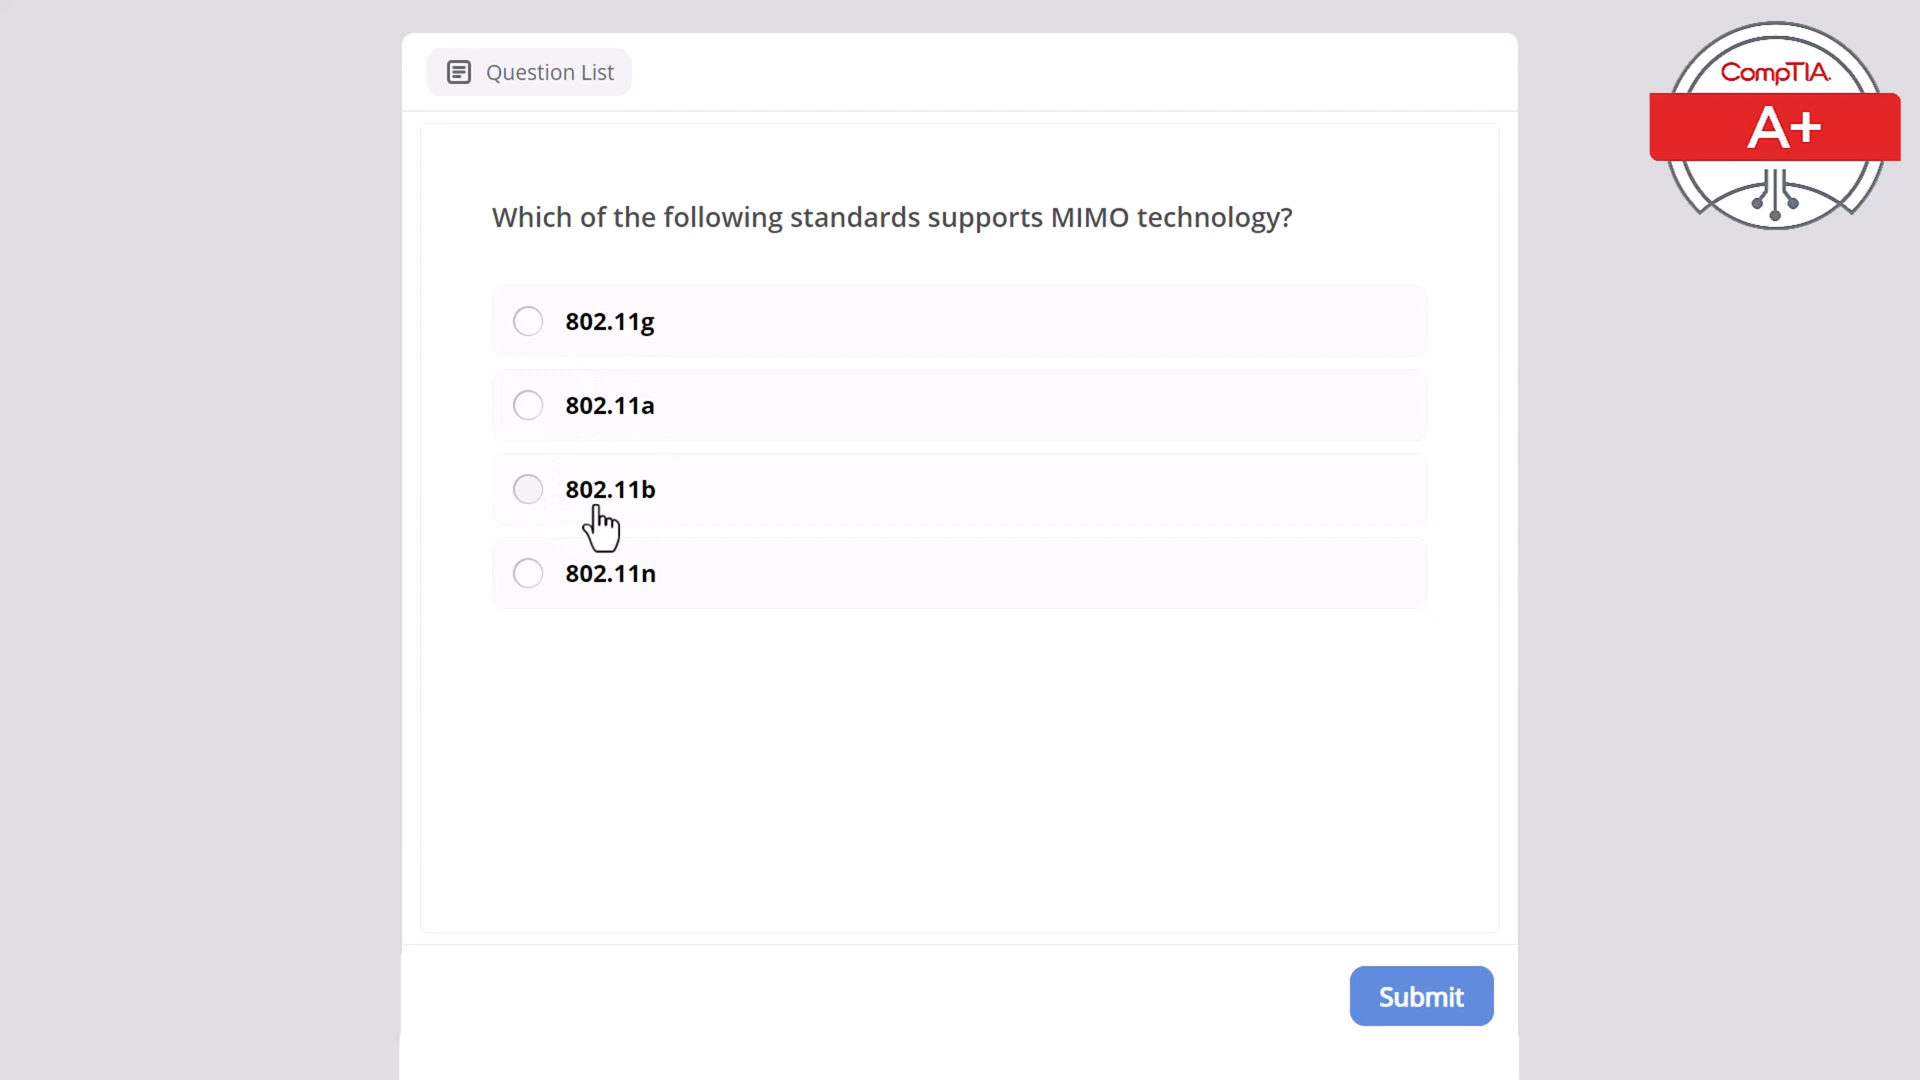 Question List
CompTIA.
A+
Which of the following standards supports MIMO technology?
802.11g
802.11a
802.11b
802.11n
Submit